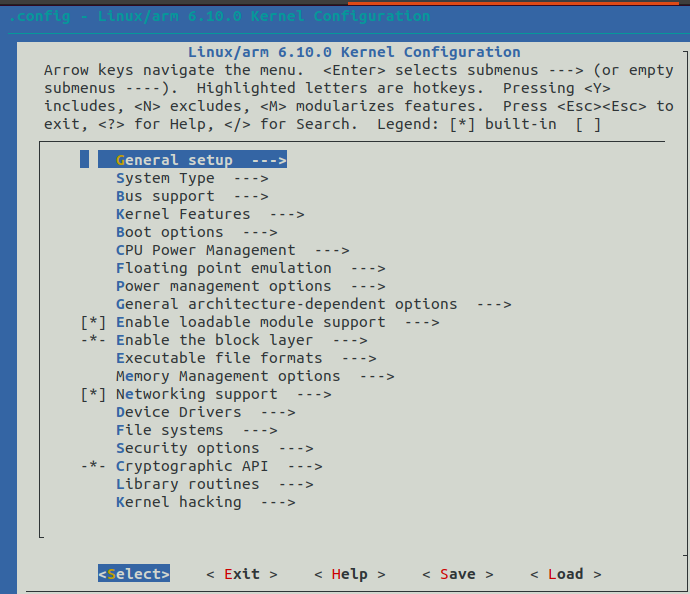 .config - Linux/arm 6.10.0 Kernel Configuration
Linux/arm 6.10.0 Kernel Configuration
Arrow keys navigate the menu.  <Enter> selects submenus ---> (or empty
submenus ----).  Highlighted letters are hotkeys.  Pressing <Y>
includes, <N> excludes, <M> modularizes features.  Press <Esc><Esc> to
exit, <?> for Help, </> for Search.  Legend: [*] built-in  [ ]
General setup  --->
System Type  --->
Bus support  --->
Kernel Features  --->
Boot options  --->
CPU Power Management  --->
Floating point emulation  --->
Power management options  --->
General architecture-dependent options  --->
[*] Enable loadable module support  --->
-*- Enable the block layer  --->
Executable file formats  --->
Memory Management options  --->
[*] Networking support  --->
Device Drivers  --->
File systems  --->
Security options  --->
-*- Cryptographic API  --->
Library routines  --->
Kernel hacking  --->
<Select>    < Exit >    < Help >    < Save >    < Load >